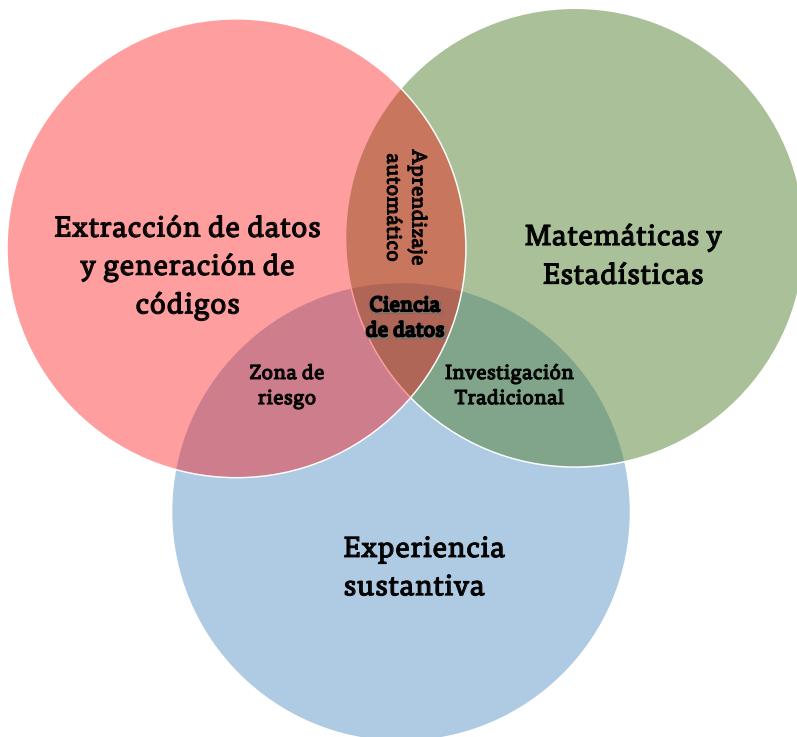 Extracción de datos
y generación de
códigos
Aprendizaje
automático
Matemáticas y
Estadísticas
Ciencia
de datos
Zona de
riesgo
Investigación
Tradicional
Experiencia
sustantiva